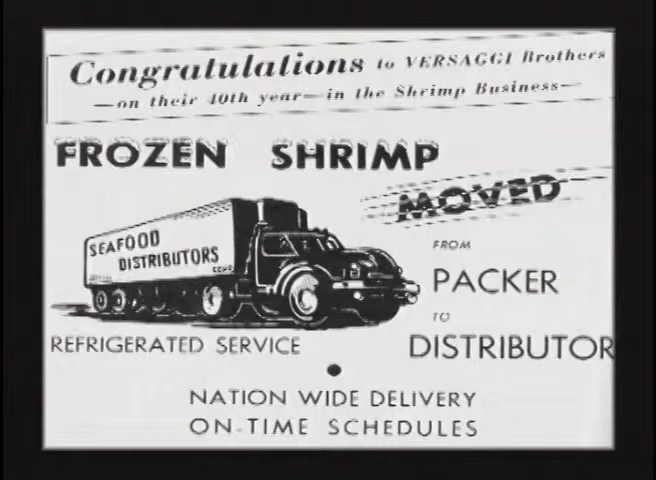 Congratulations to VERSAGGI Brothers
—on their 40th year—in the Shrimp Business—
FROZEN SHRIMP
MOVED
FROM
PACKER
TO
DISTRIBUTOR
SEAFOOD
DISTRIBUTORS
REFRIGERATED SERVICE
NATION WIDE DELIVERY
ON-TIME SCHEDULES